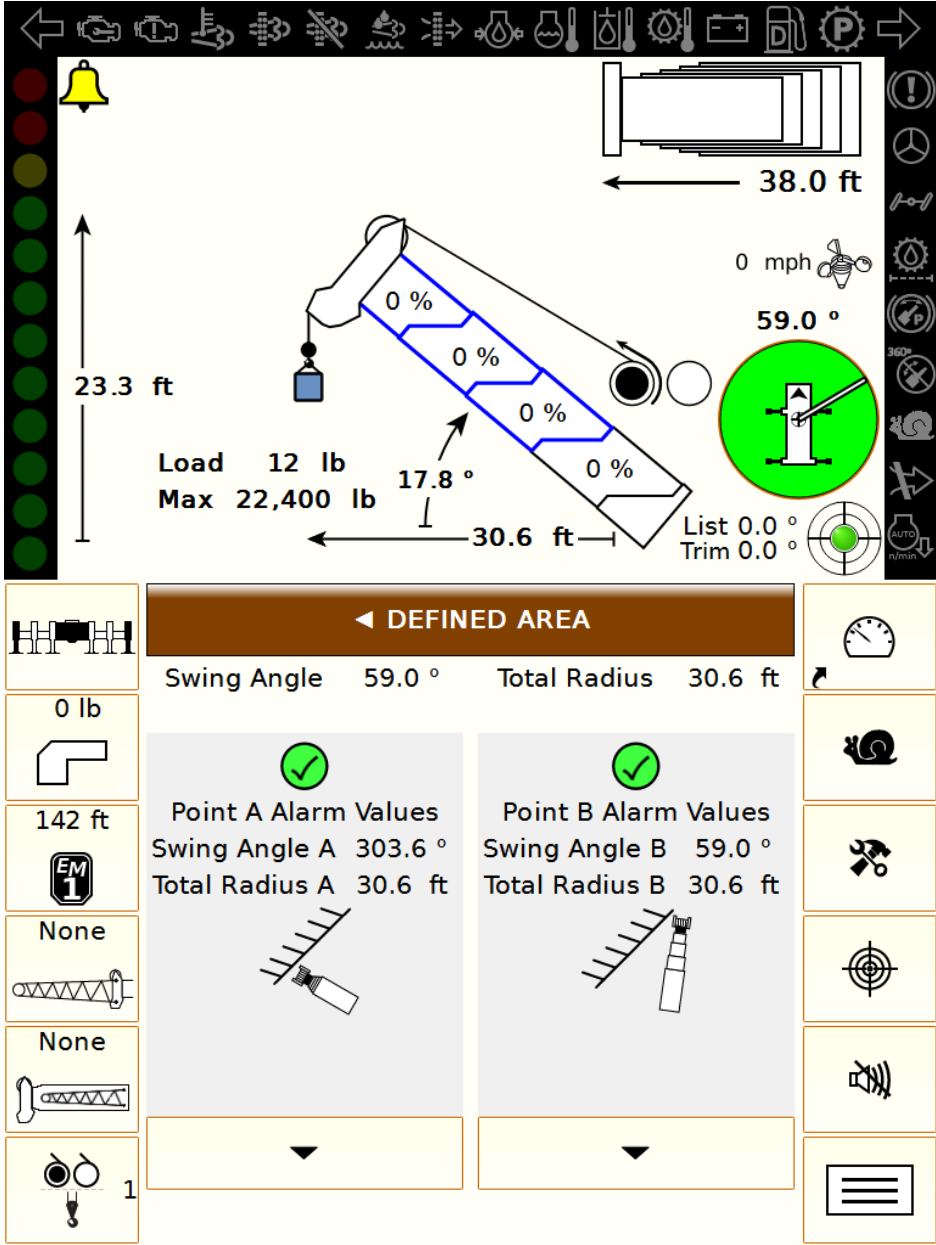 D P
38.0 ft
0 mph
59.0 º
P
360º
0 %
0 %
0 %
0 %
23.3 ft
Load 12 lb
Max 22,400 lb
17.8 º
30.6 ft
List 0.0 º
Trim 0.0 º
AUTO
n/min
◄ DEFINED AREA
Swing Angle 59.0 º Total Radius 30.6 ft
0 lb
142 ft
EM
1
None
None
1
Point A Alarm Values
Swing Angle A 303.6 º
Total Radius A 30.6 ft
Point B Alarm Values
Swing Angle B 59.0 º
Total Radius B 30.6 ft